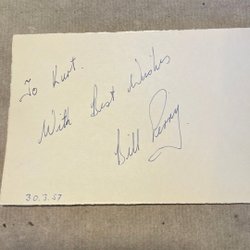 To Kurt.
With Best Wishes
Bill Perry.
30.3.57